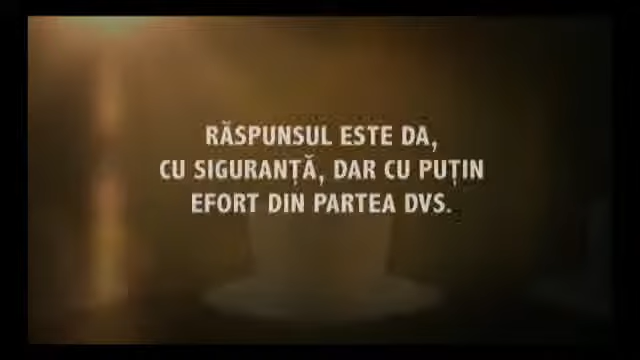 RĂSPUNSUL ESTE DA,
CU SIGURANȚĂ, DAR CU PUȚIN
EFORT DIN PARTEA DVS.